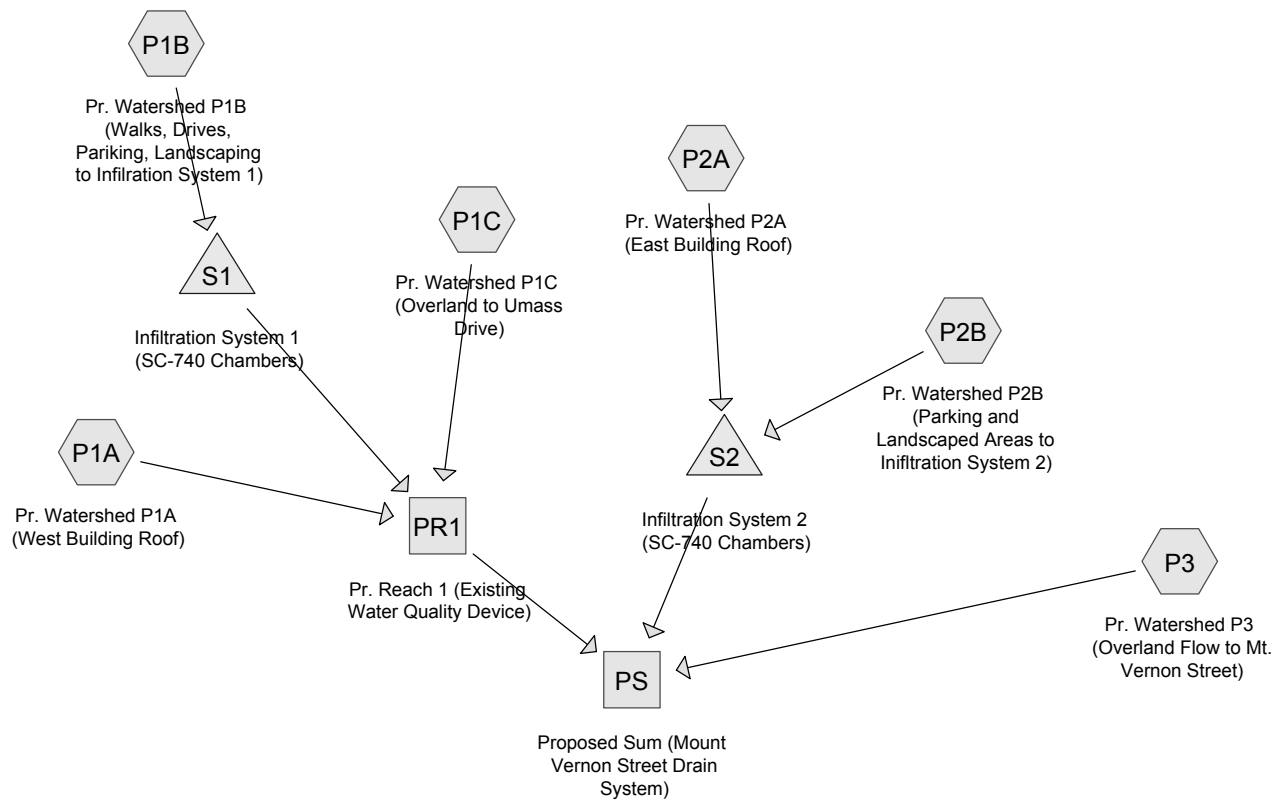 P1B
Pr. Watershed P1B
(Walks, Drives,
Pariking, Landscaping
to Infilration System 1)
P2A
Pr. Watershed P2A
(East Building Roof)
P1C
Pr. Watershed P1C
(Overland to Umass
Drive)
S1
Infiltration System 1
(SC-740 Chambers)
P2B
Pr. Watershed P2B
(Parking and
Landscaped Areas to
Inifltration System 2)
P1A
Pr. Watershed P1A
(West Building Roof)
S2
Infiltration System 2
(SC-740 Chambers)
PR1
Pr. Reach 1 (Existing
Water Quality Device)
P3
Pr. Watershed P3
(Overland Flow to Mt.
Vernon Street)
PS
Proposed Sum (Mount
Vernon Street Drain
System)